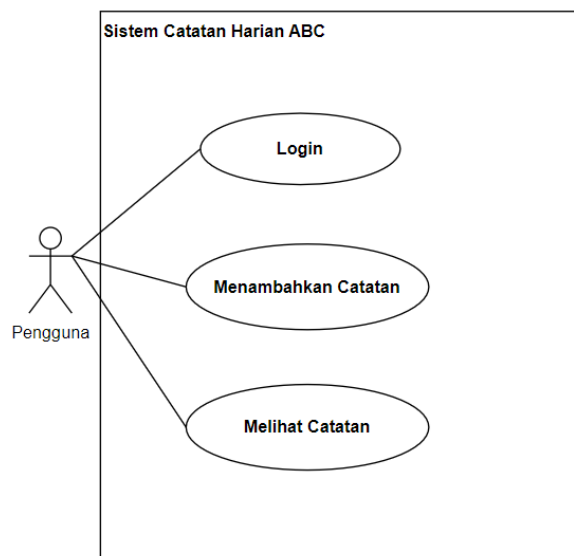 Sistem Catatan Harian ABC
Login
Menambahkan Catatan
Pengguna
Melihat Catatan